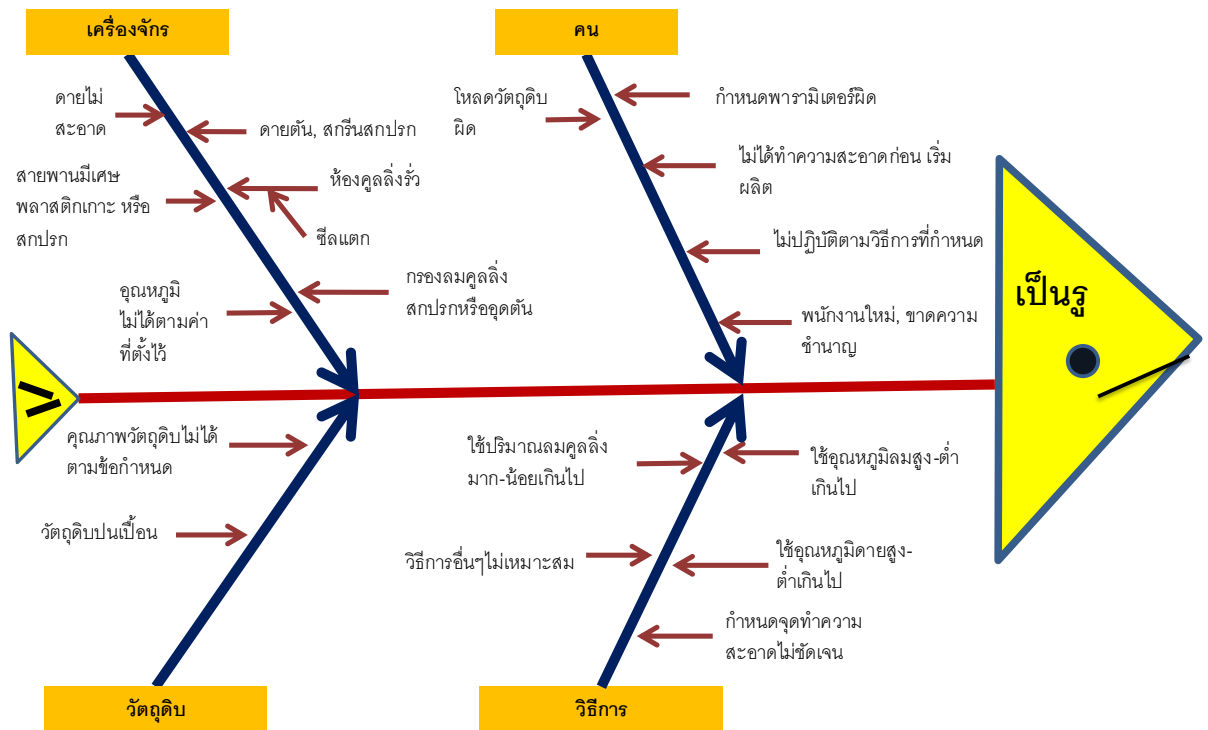 เครื่องจักร
คน
ดายไม่
สะอาด
ดายตัน, สกรีนสกปรก
สายพานมีเศษ
พลาสติกเกาะ หรือ
สกปรก
ห้องคูลลิ่งรั่ว
ซีลแตก
อุณหภูมิ
ไม่ได้ตามค่า
ที่ตั้งไว้
กรองลมคูลลิ่ง
สกปรกหรืออุดตัน
โหลดวัตถุดิบ
ผิด
กำหนดพารามิเตอร์ผิด
ไม่ได้ทำความสะอาดก่อน เริ่ม
ผลิต
ไม่ปฏิบัติตามวิธีการที่กำหนด
พนักงานใหม่, ขาดความ
ชำนาญ
เป็นรู
คุณภาพวัตถุดิบไม่ได้
ตามข้อกำหนด
วัตถุดิบปนเปื้อน
ใช้ปริมาณลมคูลลิ่ง
มาก-น้อยเกินไป
ใช้อุณหภูมิลมสูง-ต่ำ
เกินไป
วิธีการอื่นๆไม่เหมาะสม
ใช้อุณหภูมิดายสูง-
ต่ำเกินไป
กำหนดจุดทำความ
สะอาดไม่ชัดเจน
วัตถุดิบ
วิธีการ